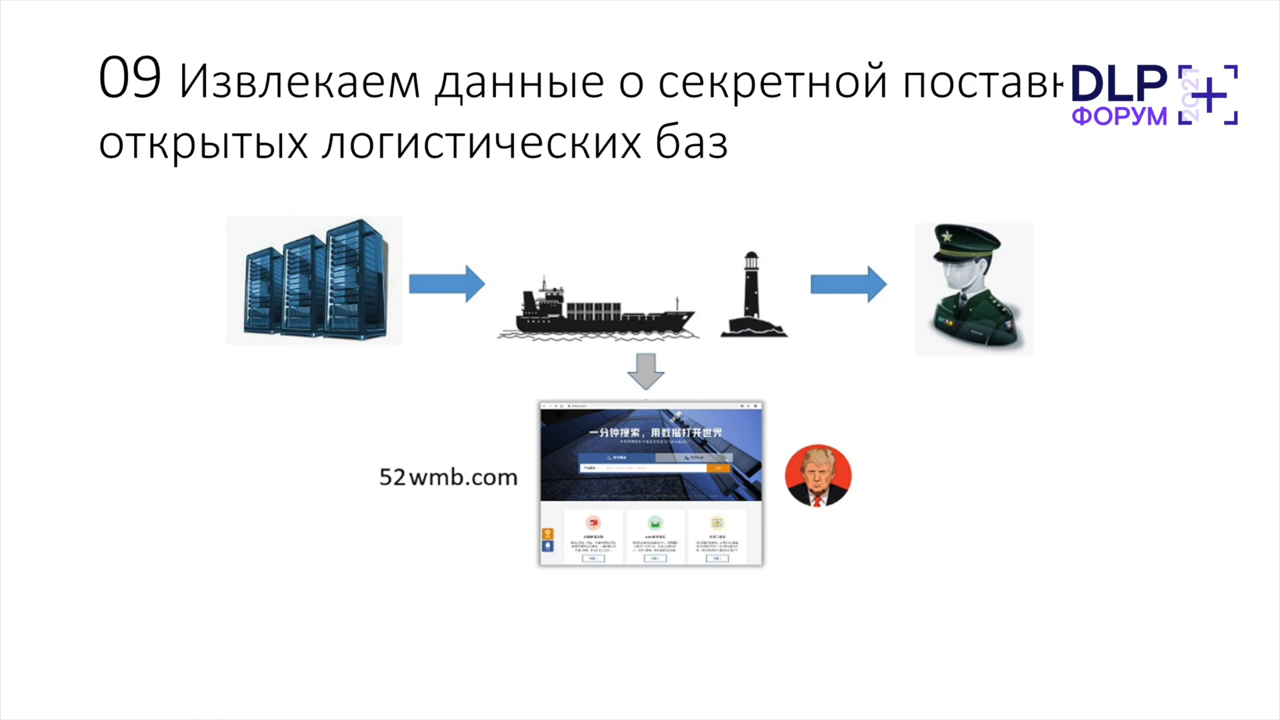 09 Извлекаем данные о секретной поставк
открытых логистических баз
DLP
ФОРУМ
2021
52wmb.com
一分钟搜索，用数据打开世界